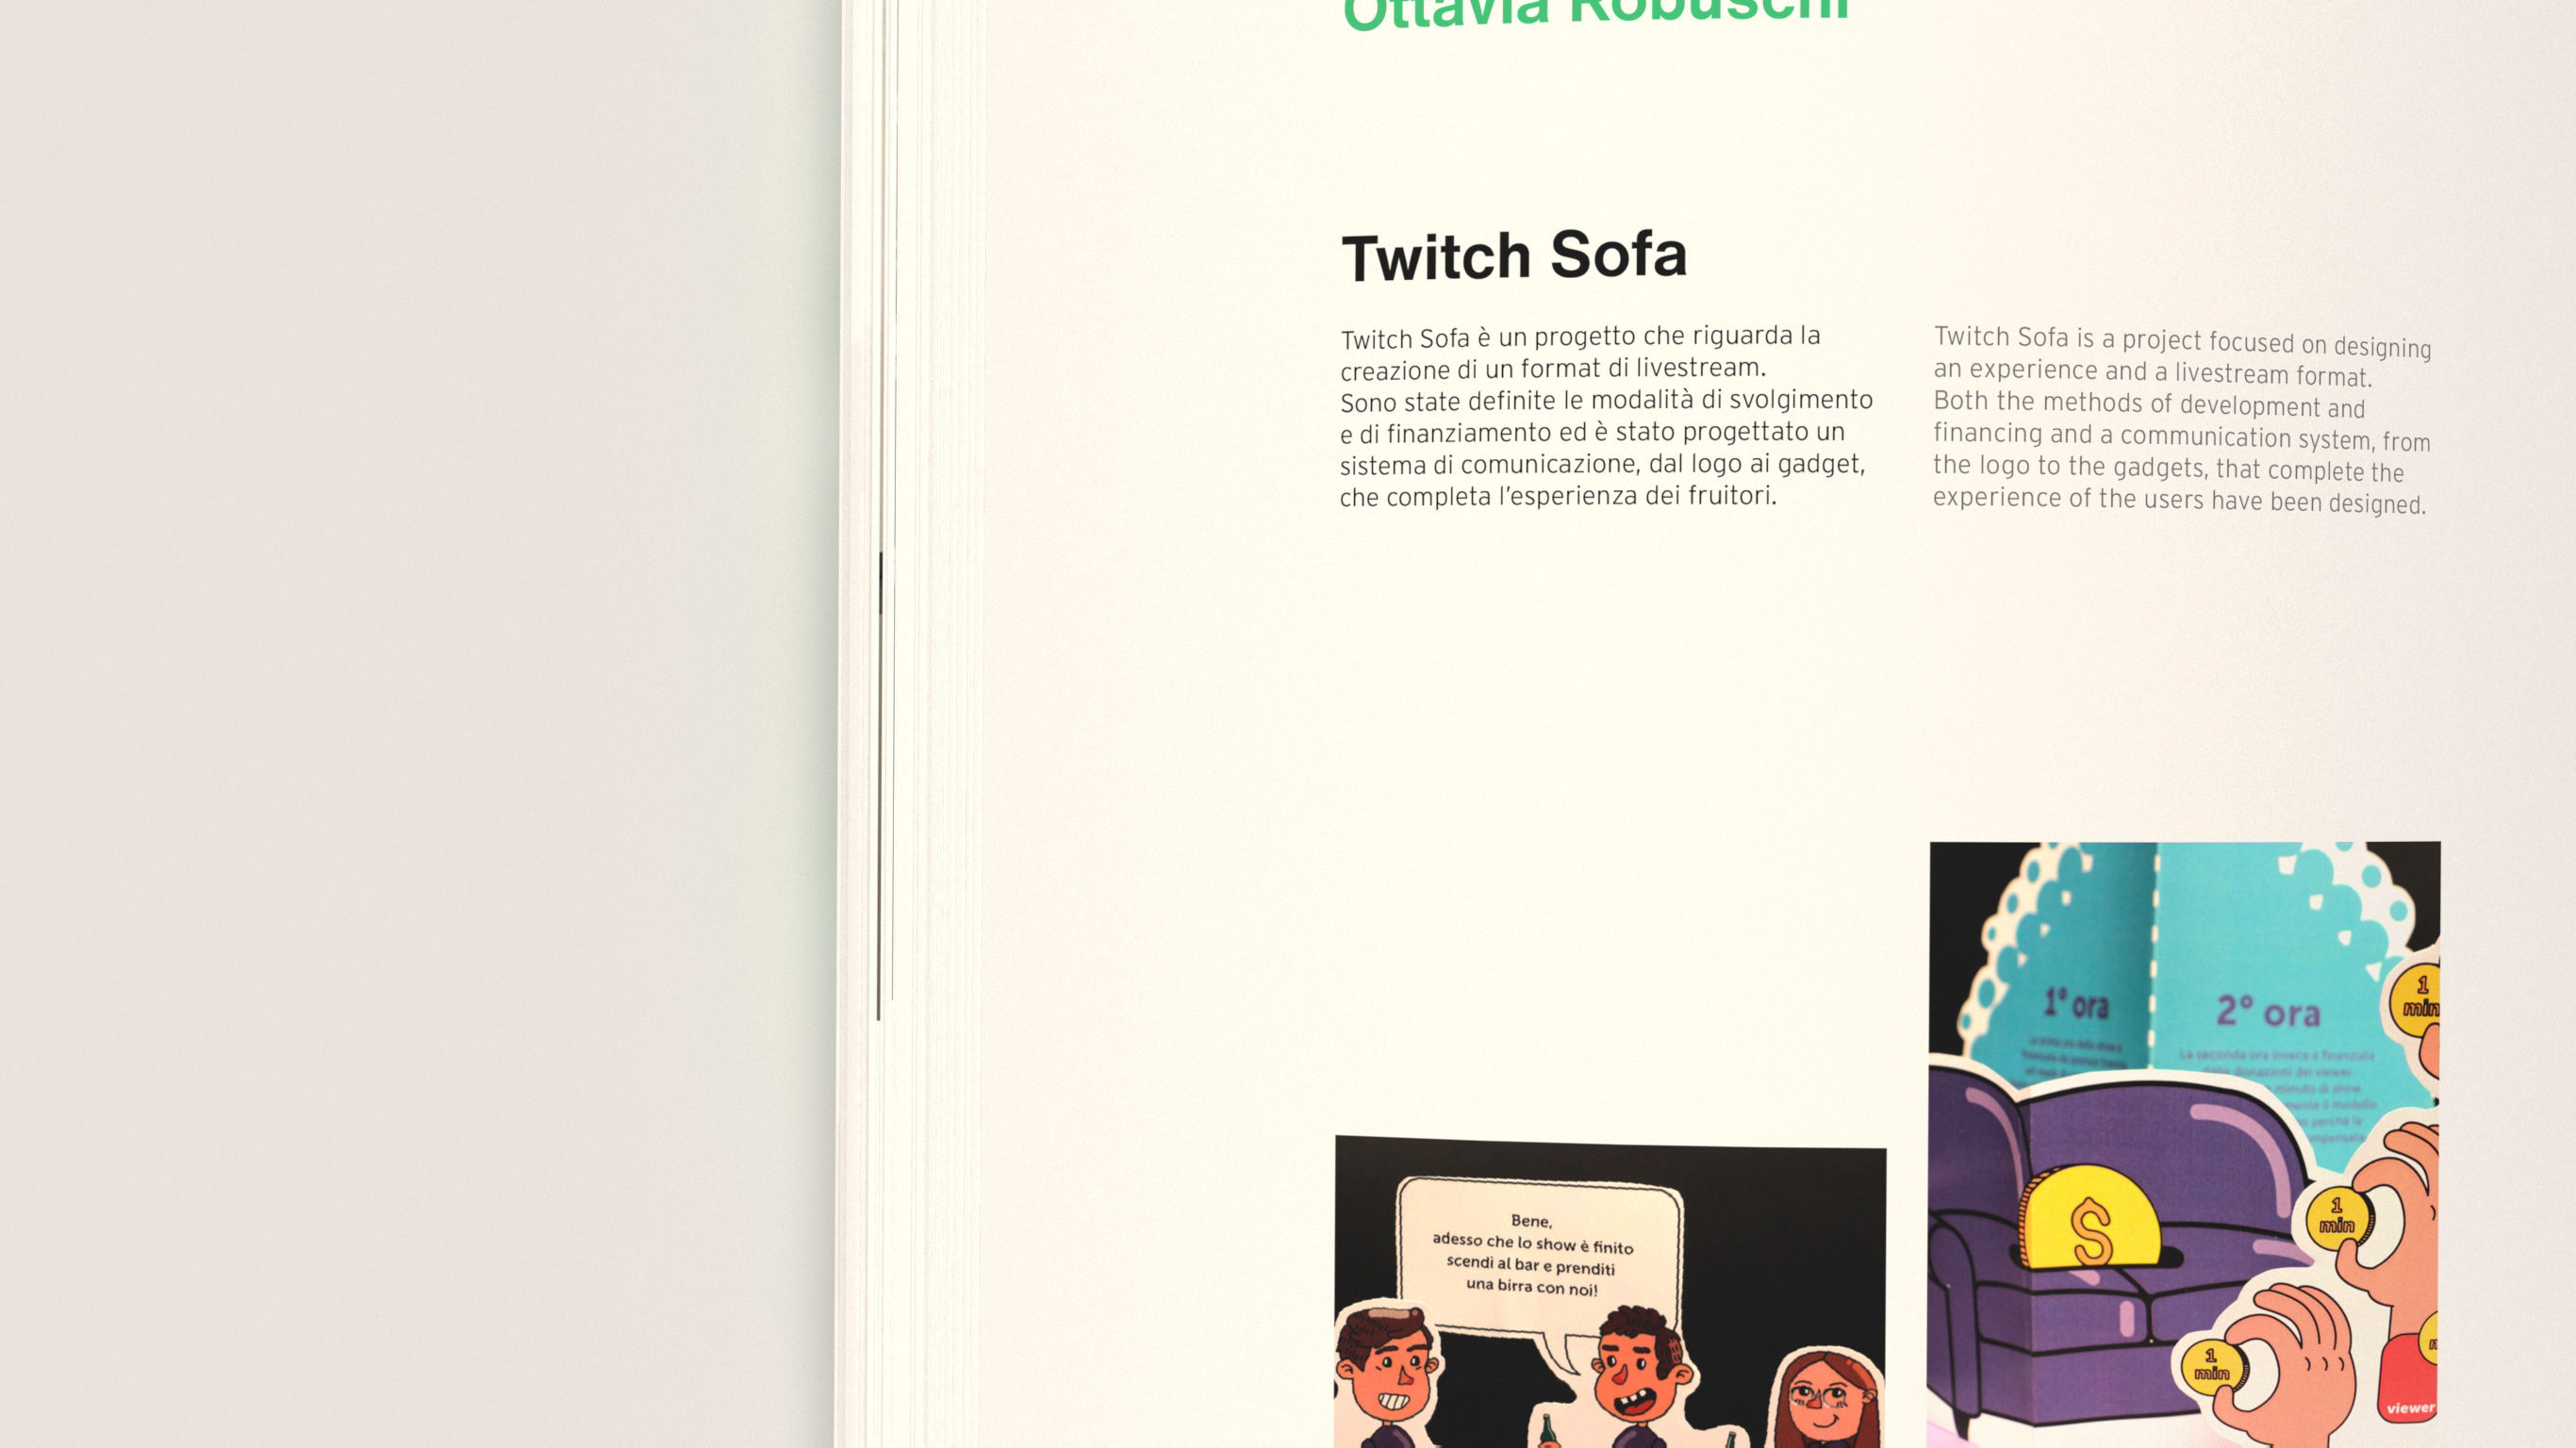 Ottavia Robuschi
Twitch Sofa
Twitch Sofa è un progetto che riguarda la
creazione di un format di livestream.
Sono state definite le modalità di svolgimento
e di finanziamento ed è stato progettato un
sistema di comunicazione, dal logo ai gadget,
che completa l'esperienza dei fruitori.
Twitch Sofa is a project focused on designing
an experience and a livestream format.
Both the methods of development and
financing and a communication system, from
the logo to the gadgets, that complete the
experience of the users have been designed.
1° ora
2° ora
La seconda ora invece è finanziata
dalle donazioni dei viewer.
minuto di show
perché la
1
min
$
1
min
1
min
viewer
Bene,
adesso che lo show è finito
scendi al bar e prenditi
una birra con noi!